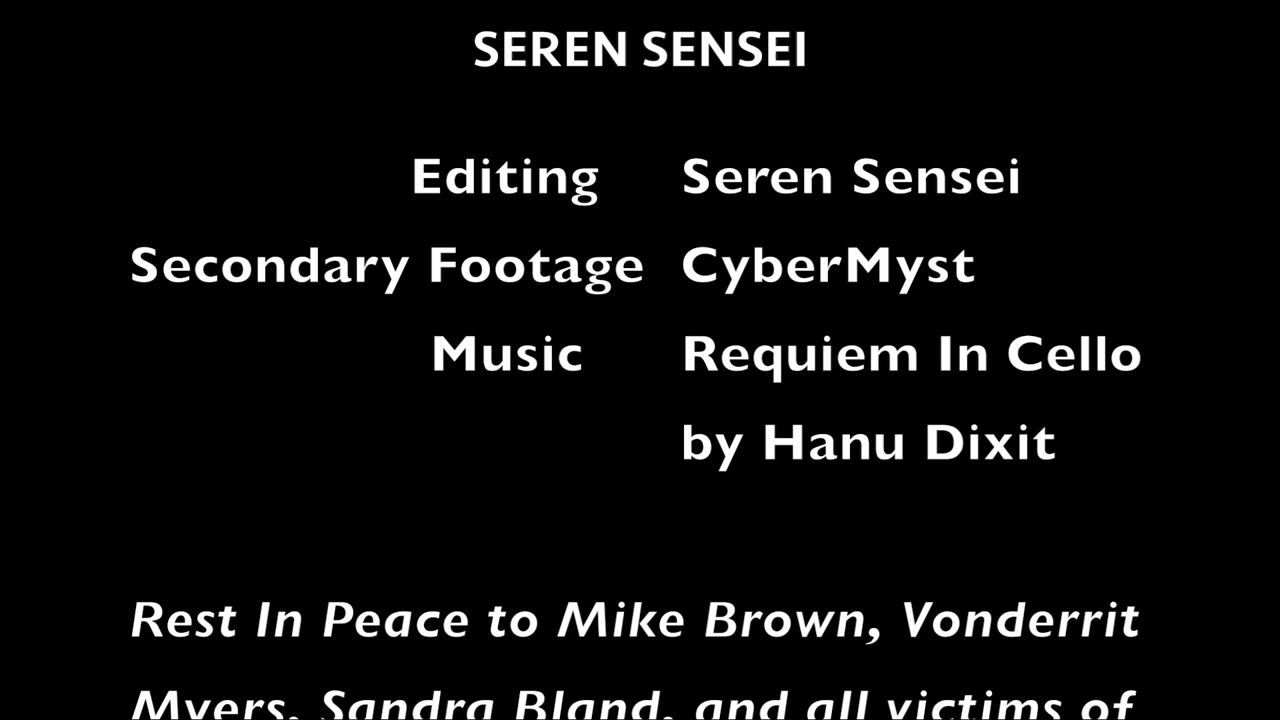 SEREN SENSEI
Editing Seren Sensei
Secondary Footage CyberMyst
Music Requiem In Cello
by Hanu Dixit
Rest In Peace to Mike Brown, Vonderrit
Myers, Sandra Bland, and all victims of